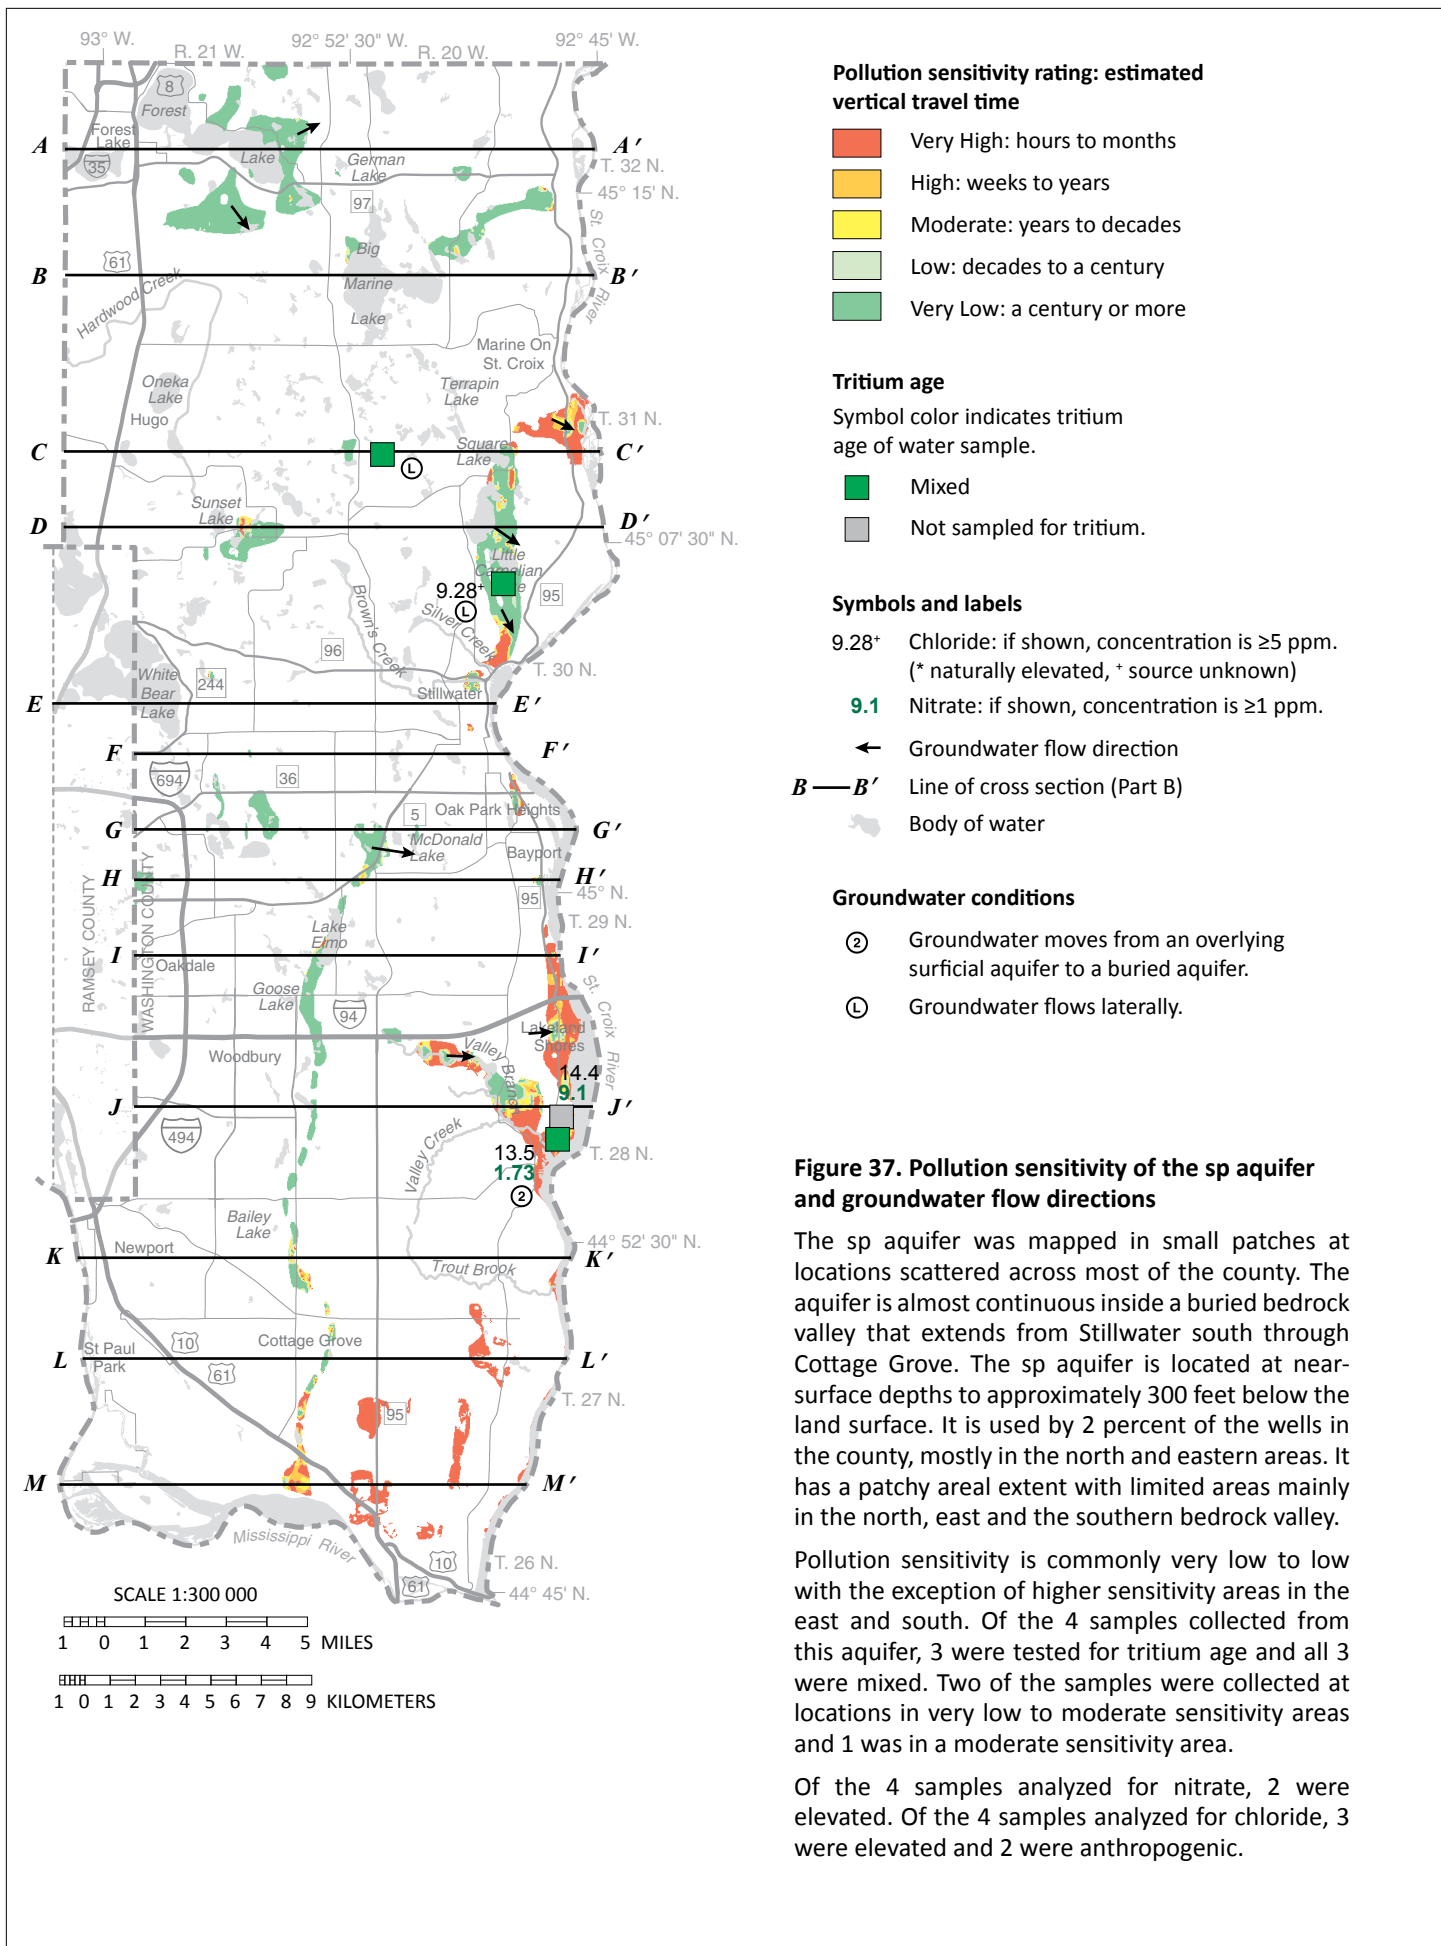 93° W.
92° 52' 30" W.
92° 45' W.
R. 21 W.
R. 20 W.
8
Forest
Forest
Lake
Lake
A
A'
35
German
Lake
T. 32 N.
45° 15' N.
97
St. Croix
River
Big
61
B
B'
Marine
Hardwood Creek
Lake
Marine On
St. Croix
Oneka
Lake
Terrapin
Lake
Hugo
T. 31 N.
C
Square
Lake
C'
L
Sunset
Lake
D
D'
45° 07' 30" N.
Little
Carnelian
9.28+
95
L
Brown's Creek
Silver Creek
96
White
Bear
Lake
244
T. 30 N.
Stillwater
E
E'
F
F'
694
36
5
Oak Park Heights
G
G'
McDonald
Lake
Bayport
H
H'
45° N.
95
RAMSEY COUNTY
WASHINGTON COUNTY
T. 29 N.
Lake
Elmo
I
I'
Oakdale
Goose
Lake
94
St. Croix
River
Lakeland
Shores
Woodbury
Valley
Branch
14.4
9.1
J
J'
494
Valley Creek
13.5
1.73
2
T. 28 N.
Bailey
Lake
44° 52' 30" N.
K
Newport
K'
Trout Brook
10
Cottage Grove
St Paul
Park
L
L'
61
T. 27 N.
95
M
M'
Mississippi River
10
T. 26 N.
61
44° 45' N.
SCALE 1:300 000
1 0 1 2 3 4 5 MILES
1 0 1 2 3 4 5 6 7 8 9 KILOMETERS
Pollution sensitivity rating: estimated
vertical travel time
Very High: hours to months
High: weeks to years
Moderate: years to decades
Low: decades to a century
Very Low: a century or more
Tritium age
Symbol color indicates tritium
age of water sample.
Mixed
Not sampled for tritium.
Symbols and labels
9.28+ Chloride: if shown, concentration is ≥5 ppm.
(* naturally elevated, + source unknown)
9.1 Nitrate: if shown, concentration is ≥1 ppm.
Groundwater flow direction
B B' Line of cross section (Part B)
Body of water
Groundwater conditions
2 Groundwater moves from an overlying
surficial aquifer to a buried aquifer.
L Groundwater flows laterally.
Figure 37. Pollution sensitivity of the sp aquifer
and groundwater flow directions
The sp aquifer was mapped in small patches at
locations scattered across most of the county. The
aquifer is almost continuous inside a buried bedrock
valley that extends from Stillwater south through
Cottage Grove. The sp aquifer is located at near-
surface depths to approximately 300 feet below the
land surface. It is used by 2 percent of the wells in
the county, mostly in the north and eastern areas. It
has a patchy areal extent with limited areas mainly
in the north, east and the southern bedrock valley.
Pollution sensitivity is commonly very low to low
with the exception of higher sensitivity areas in the
east and south. Of the 4 samples collected from
this aquifer, 3 were tested for tritium age and all 3
were mixed. Two of the samples were collected at
locations in very low to moderate sensitivity areas
and 1 was in a moderate sensitivity area.
Of the 4 samples analyzed for nitrate, 2 were
elevated. Of the 4 samples analyzed for chloride, 3
were elevated and 2 were anthropogenic.